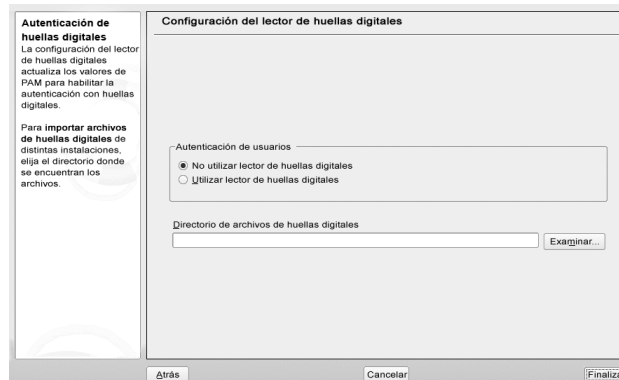 Autenticación de
huellas digitales
La configuración del lector
de huellas digitales
actualiza los valores de
PAM para habilitar la
autenticación con huellas
digitales.
Para importar archivos
de huellas digitales de
distintas instalaciones,
elija el directorio donde
se encuentran los
archivos.
Configuración del lector de huellas digitales
Autenticación de usuarios
No utilizar lector de huellas digitales
Utilizar lector de huellas digitales
Directorio de archivos de huellas digitales
Examinar...
Atrás
Cancelar
Finaliza